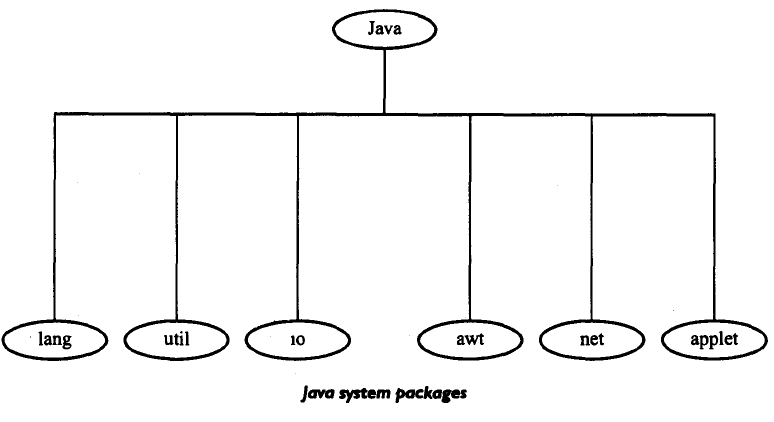 Java
lang util io awt net applet
Java system packages